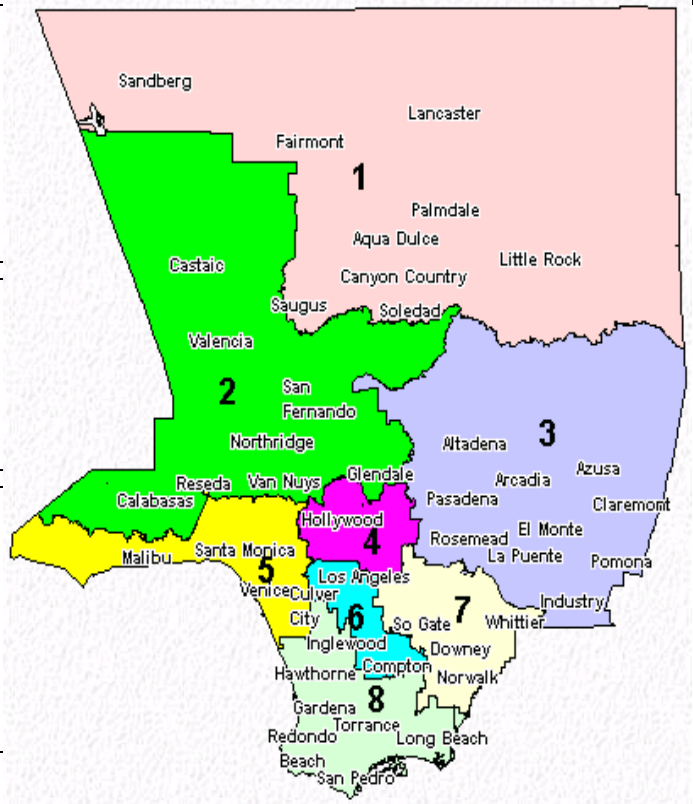 Sandberg
Lancaster
Fairmont
1
Palmdale
Aqua Dulce
Little Rock
Castaic
Canyon Country
Saugus
Soledad
Valencia
2
San
Fernando
3
Northridge
Altadena
Azusa
Reseda
Van Nuys
Glendale
Arcadia
Calabasas
Pasadena
Claremont
Hollywood
El Monte
4
Rosemead
Malibu
Santa Monica
La Puente
Pomona
5
Los Angeles
Venice
Culver
City
6
7
Industry
So Gate
Whittier
Inglewood
Downey
Hawthorne
Compton
Norwalk
8
Gardena
Torrance
Redondo
Beach
Long Beach
San Pedro